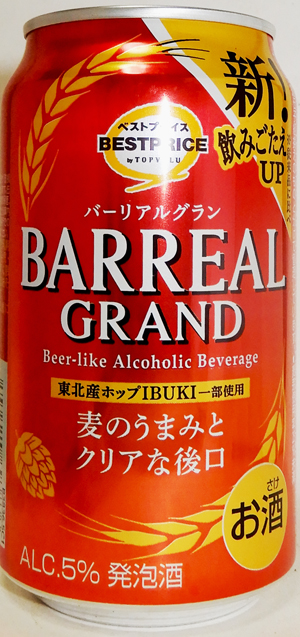 新!
飲みごたえ
UP
ベストプライス
BESTPRICE
by TOPVALU
バーリアルグラン
BARREAL
GRAND
Beer-like Alcoholic Beverage
東北産ホップIBUKI一部使用
麦のうまみと
クリアな後口
さけ
お酒
ALC.5% 発泡酒